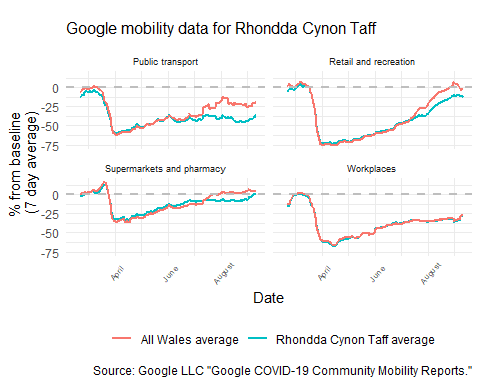 Google mobility data for Rhondda Cynon Taff
Public transport
Retail and recreation
0
-25
-50
-75
Supermarkets and pharmacy
Workplaces
0
-25
-50
-75
% from baseline
(7 day average)
April
June
August
April
June
August
Date
All Wales average
Rhondda Cynon Taff average
Source: Google LLC "Google COVID-19 Community Mobility Reports."